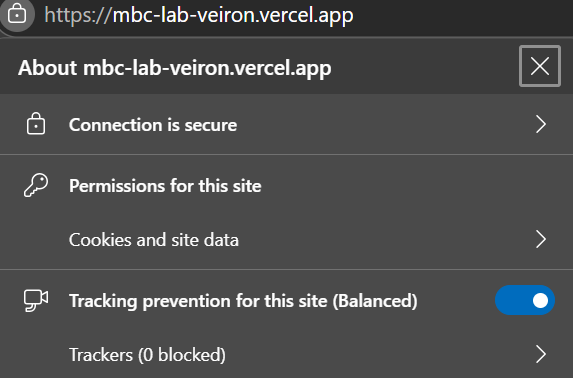 https://mbc-lab-veiron.vercel.app
About mbc-lab-veiron.vercel.app
Connection is secure
Permissions for this site
Cookies and site data
Tracking prevention for this site (Balanced)
Trackers (0 blocked)